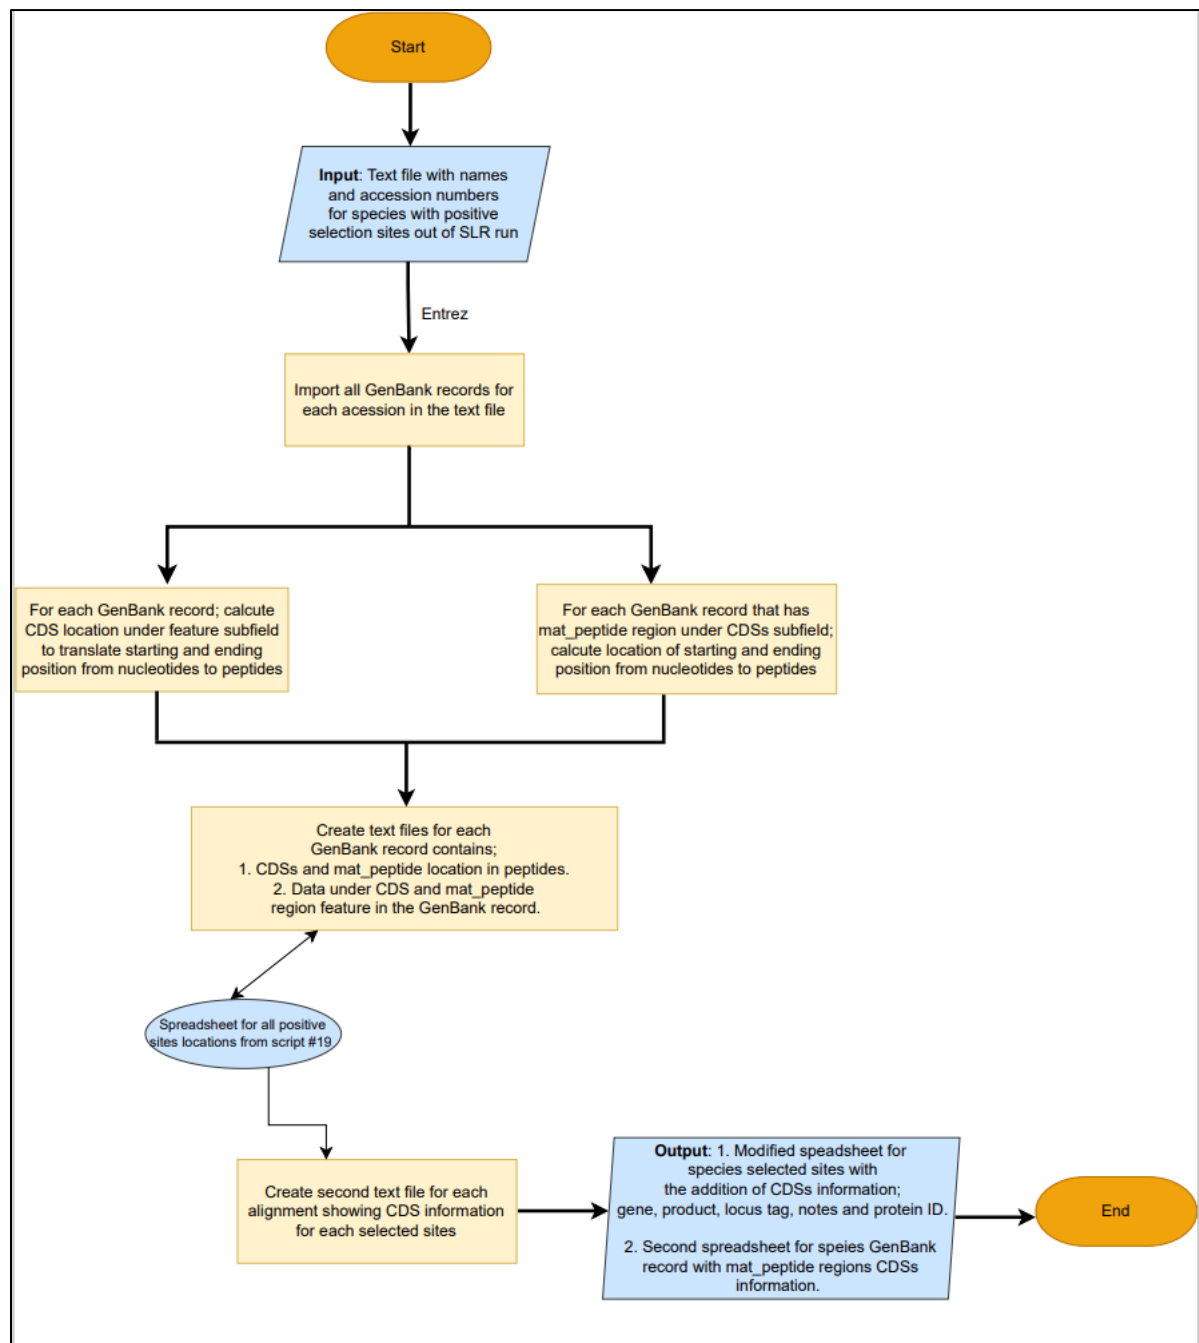 Start
Input: Text file with names
and accession numbers
for species with positive
selection sites out of SLR run
Entrez
Import all GenBank records for
each acession in the text file
For each GenBank record; calcute
CDS location under feature subfield
to translate starting and ending
position from nucleotides to peptides
For each GenBank record that has
mat_peptide region under CDSs subfield;
calcute location of starting and ending
position from nucleotides to peptides
Create text files for each
GenBank record contains;
1. CDSs and mat_peptide location in peptides.
2. Data under CDS and mat_peptide
region feature in the GenBank record.
Spreadsheet for all positive
sites locations from script #19
Create second text file for each
alignment showing CDS information
for each selected sites
Output: 1. Modified speadsheet for
species selected sites with
the addition of CDSs information;
gene, product, locus tag, notes and protein ID.
2. Second spreadsheet for speies GenBank
record with mat_peptide regions CDSs
information.
End